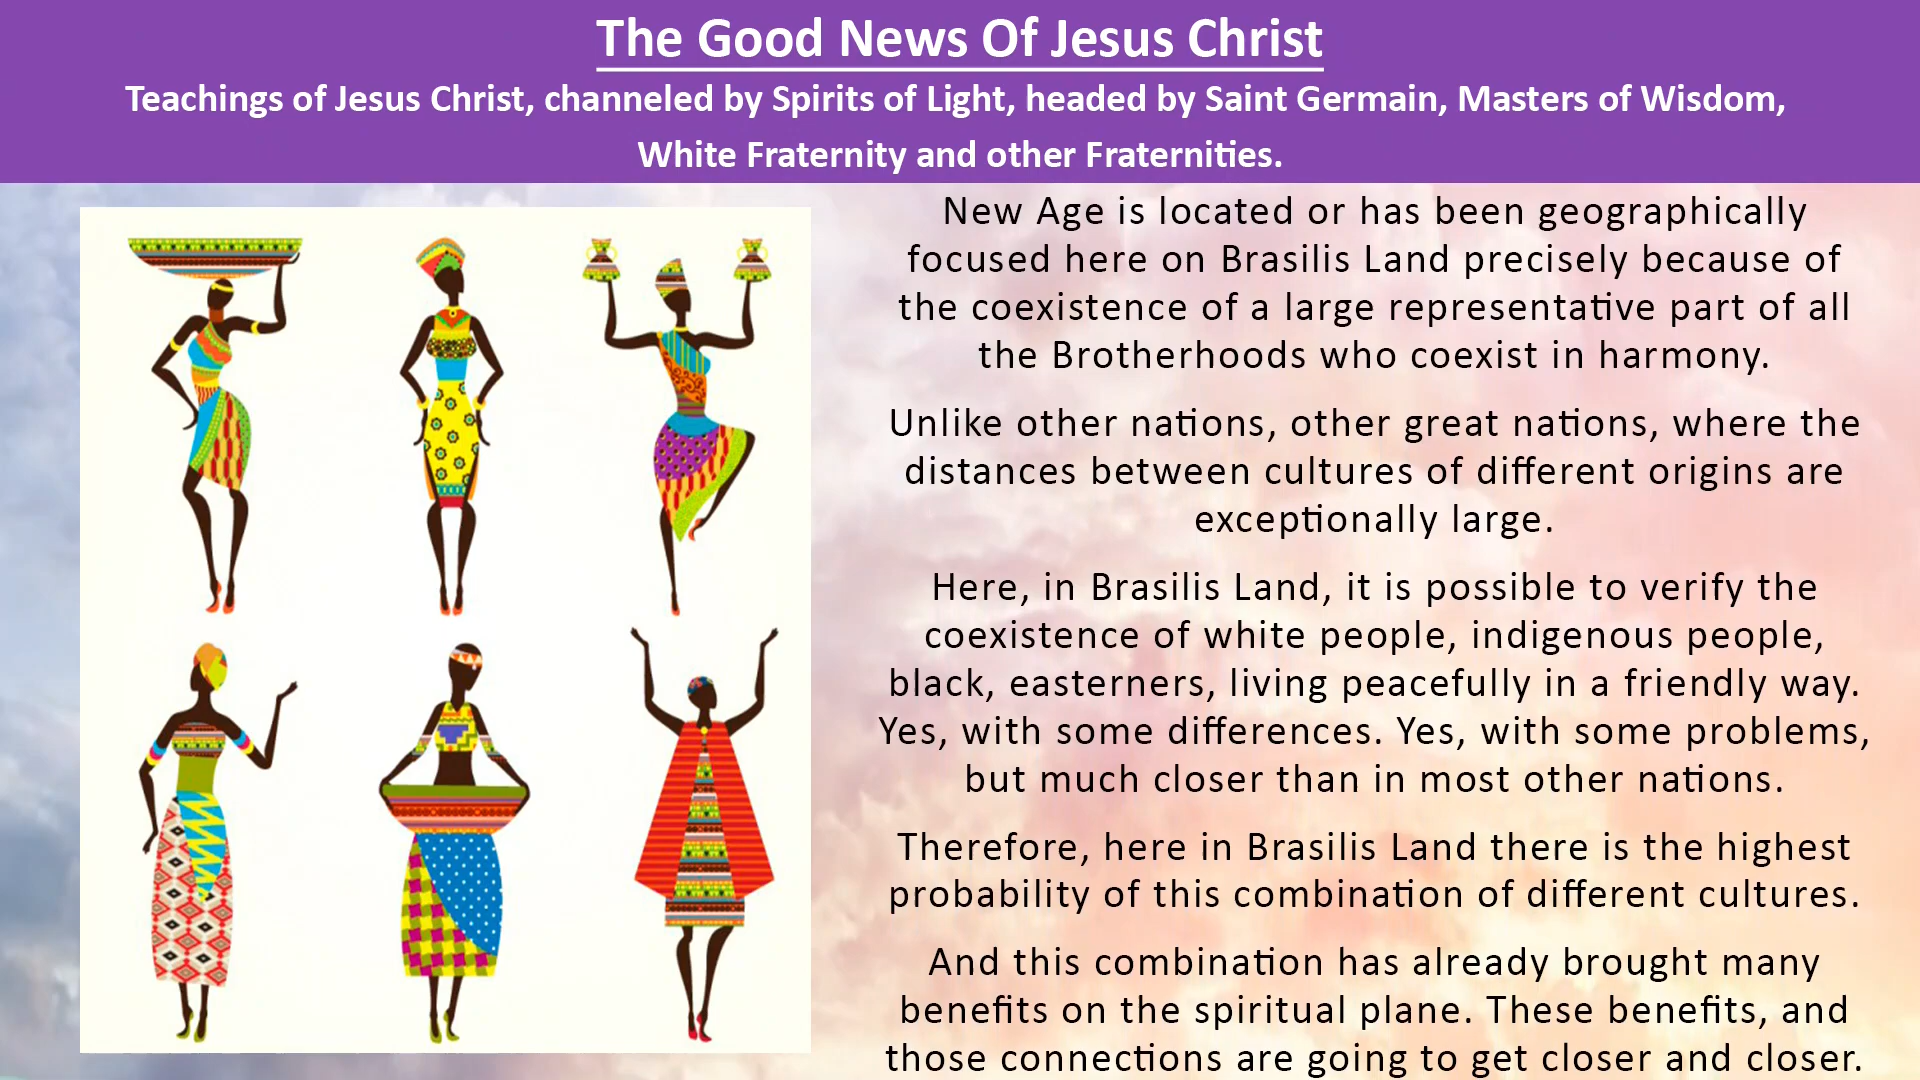 The Good News Of Jesus Christ
Teachings of Jesus Christ, channeled by Spirits of Light, headed by Saint Germain, Masters of Wisdom,
White Fraternity and other Fraternities.
New Age is located or has been geographically
focused here on Brasilis Land precisely because of
the coexistence of a large representative part of all
the Brotherhoods who coexist in harmony.
Unlike other nations, other great nations, where the
distances between cultures of different origins are
exceptionally large.
Here, in Brasilis Land, it is possible to verify the
coexistence of white people, indigenous people,
black, easterners, living peacefully in a friendly way.
Yes, with some differences. Yes, with some problems,
but much closer than in most other nations.
Therefore, here in Brasilis Land there is the highest
probability of this combination of different cultures.
And this combination has already brought many
benefits on the spiritual plane. These benefits, and
those connections are going to get closer and closer.